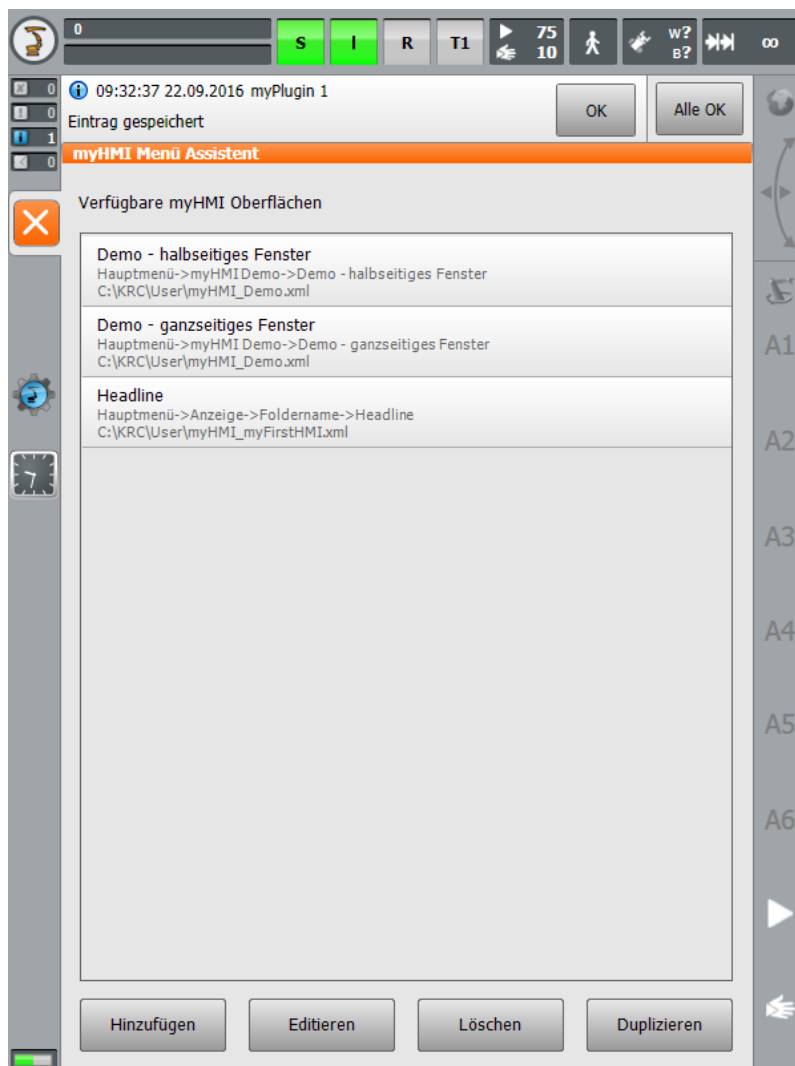 0
S I R T1 75 10 W? B? ∞
0
0
1
0
09:32:37 22.09.2016 myPlugin 1
Eintrag gespeichert
OK
Alle OK
myHMI Menü Assistent
Verfügbare myHMI Oberflächen
Demo - halbseitiges Fenster
Hauptmenü->myHMI Demo->Demo - halbseitiges Fenster
C:\KRC\User\myHMI_Demo.xml
Demo - ganzseitiges Fenster
Hauptmenü->myHMI Demo->Demo - ganzseitiges Fenster
C:\KRC\User\myHMI_Demo.xml
Headline
Hauptmenü->Anzeige->Foldername->Headline
C:\KRC\User\myHMI_myFirstHMI.xml
A1
A2
A3
A4
A5
A6
Hinzufügen Editieren Löschen Duplizieren